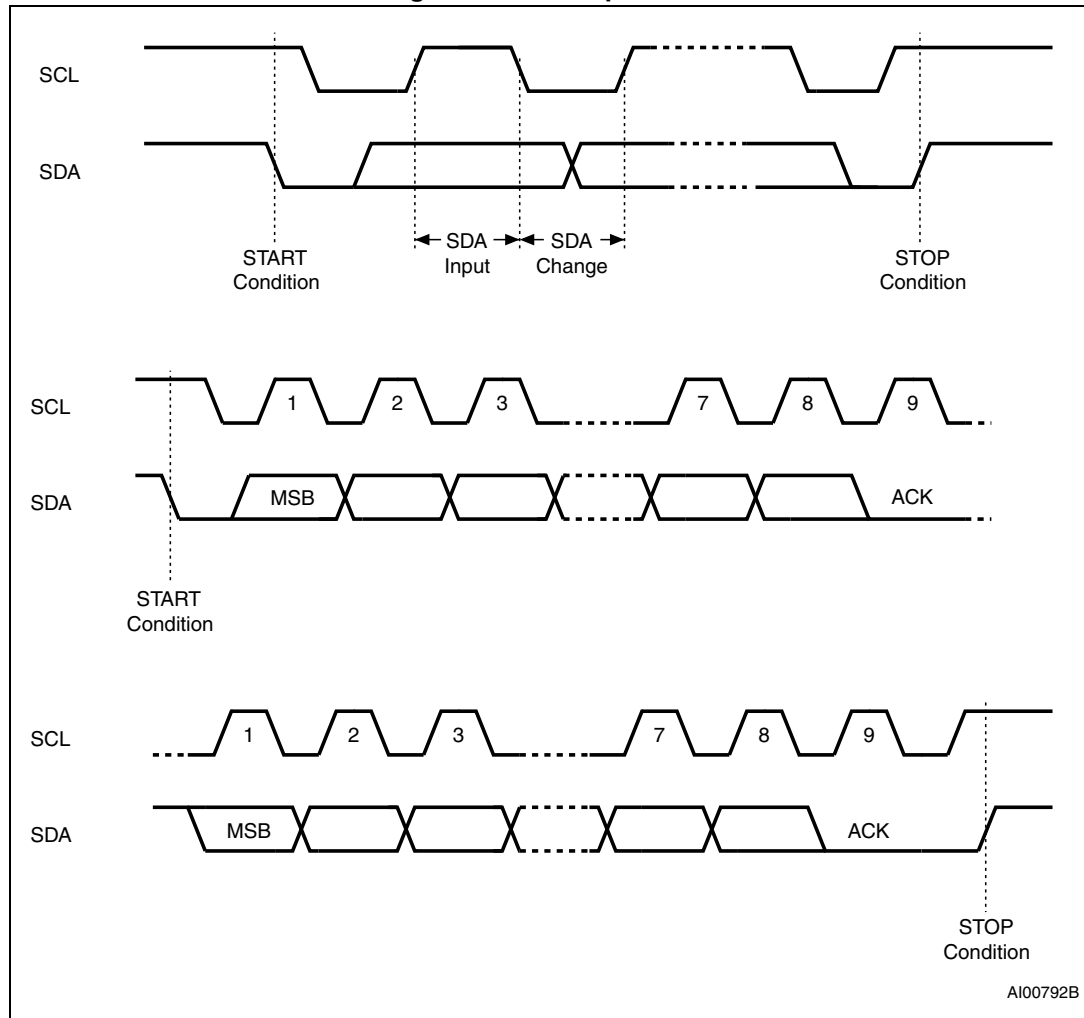 SCL
SDA
START
Condition
SDA
Input
SDA
Change
STOP
Condition
SCL
1 2 3 7 8 9
SDA
MSB
ACK
START
Condition
SCL
1 2 3 7 8 9
SDA
MSB
ACK
STOP
Condition
AI00792B